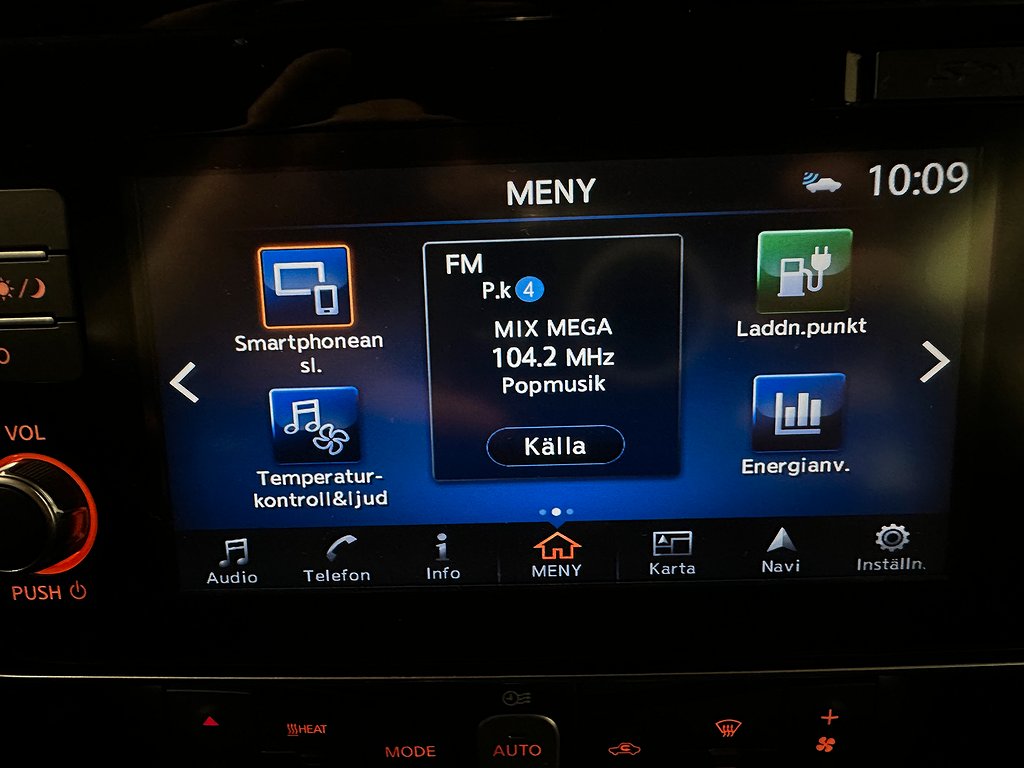 MENY
10:09
FM
P.k 4
MIX MEGA
104.2 MHz
Popmusik
Källa
Smartphonean
sl.
Temperatur-
kontroll&ljud
Laddn.punkt
Energianv.
Audio
Telefon
Info
MENY
Karta
Navi
Inställn.
VOL
PUSH
HEAT
MODE
AUTO